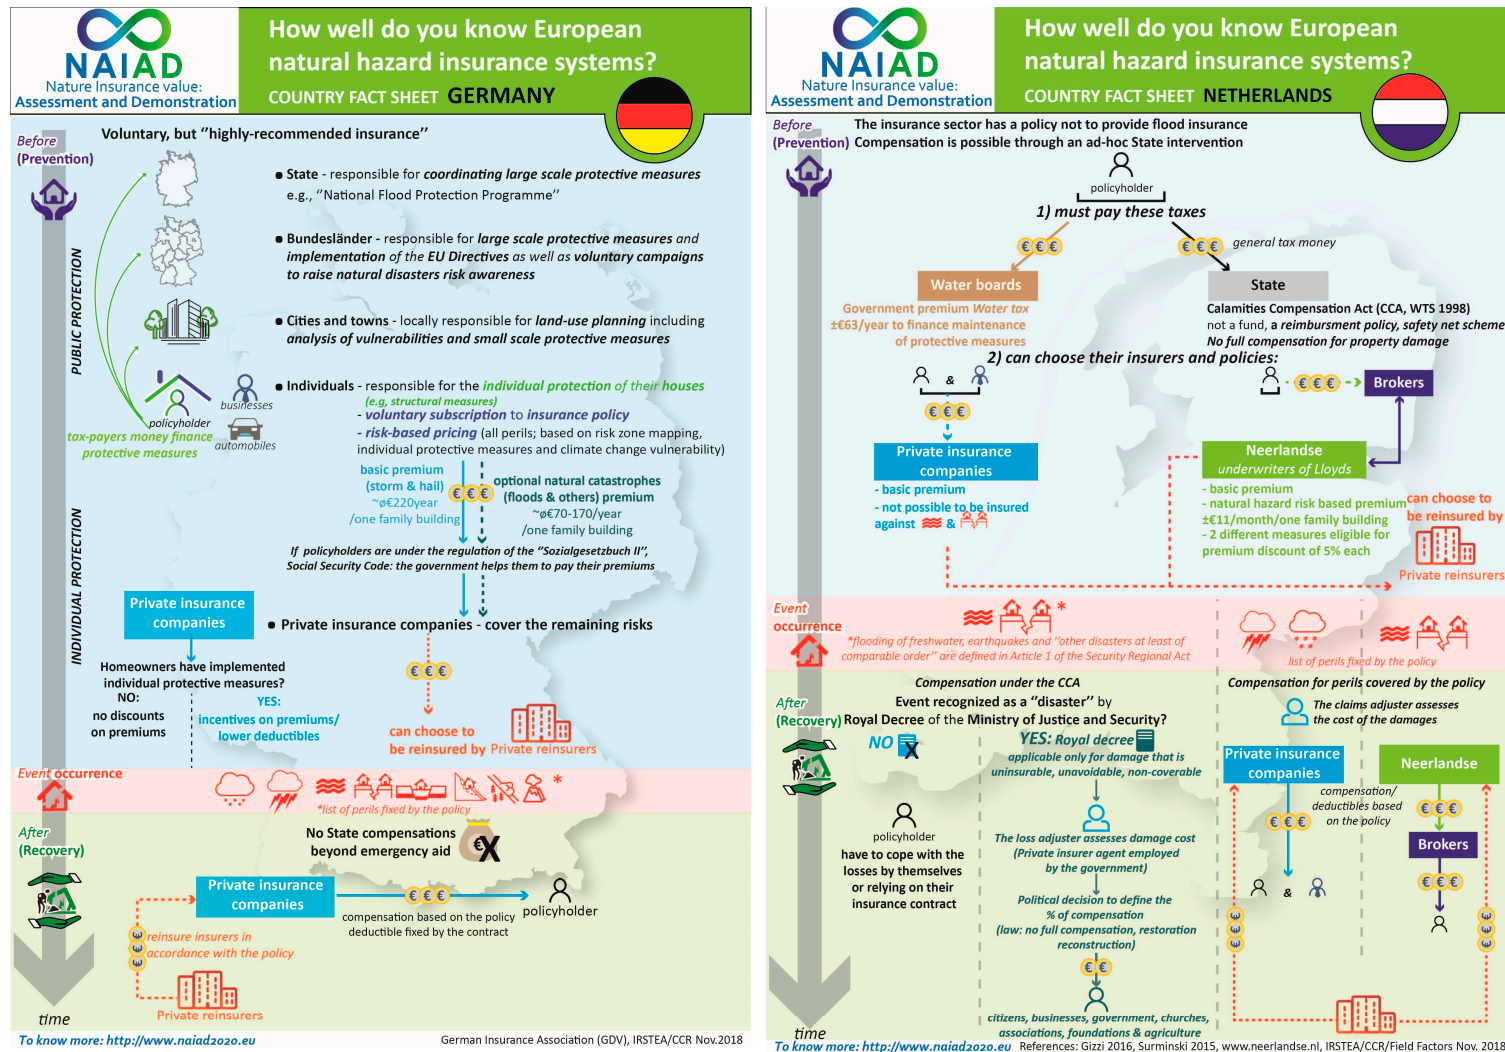 NAIAD
Nature Insurance value:
Assessment and Demonstration
How well do you know European
natural hazard insurance systems?
COUNTRY FACT SHEET GERMANY
Before
(Prevention)
Voluntary, but ‘‘highly-recommended insurance’’
PUBLIC PROTECTION
• State - responsible for coordinating large scale protective measures
e.g., ‘‘National Flood Protection Programme’’
• Bundesländer - responsible for large scale protective measures and
implementation of the EU Directives as well as voluntary campaigns
to raise natural disasters risk awareness
• Cities and towns - locally responsible for land-use planning including
analysis of vulnerabilities and small scale protective measures
• Individuals - responsible for the individual protection of their houses
(e.g, structural measures)
- voluntary subscription to insurance policy
- risk-based pricing (all perils; based on risk zone mapping,
individual protective measures and climate change vulnerability)
policyholder
businesses
automobiles
tax-payers money finance
protective measures
INDIVIDUAL PROTECTION
basic premium
(storm & hail)
~ø€220year
/one family building
€ € €
optional natural catastrophes
(floods & others) premium
~ø€70-170/year
/one family building
If policyholders are under the regulation of the ‘‘Sozialgesetzbuch II’’,
Social Security Code: the government helps them to pay their premiums
Private insurance
companies
• Private insurance companies - cover the remaining risks
Homeowners have implemented
individual protective measures?
NO:
no discounts
on premiums
YES:
incentives on premiums/
lower deductibles
€ € €
can choose to
be reinsured by Private reinsurers
Event occurrence
*
*list of perils fixed by the policy
After
(Recovery)
No State compensations
beyond emergency aid
€X
Private insurance
companies
€ € €
compensation based on the policy
deductible fixed by the contract
policyholder
€ € €
reinsure insurers in
accordance with the policy
Private reinsurers
time
To know more: http://www.naiad2020.eu
German Insurance Association (GDV), IRSTEA/CCR Nov.2018
NAIAD
Nature Insurance value:
Assessment and Demonstration
How well do you know European
natural hazard insurance systems?
COUNTRY FACT SHEET NETHERLANDS
Before
(Prevention)
The insurance sector has a policy not to provide flood insurance
Compensation is possible through an ad-hoc State intervention
policyholder
1) must pay these taxes
€ € €
€ € €
general tax money
Water boards
Government premium Water tax
±€63/year to finance maintenance
of protective measures
State
Calamities Compensation Act (CCA, WTS 1998)
not a fund, a reimbursment policy, safety net scheme
No full compensation for property damage
2) can choose their insurers and policies:
&
€ € €
€ € €
Brokers
Private insurance
companies
- basic premium
- not possible to be insured
against & 
Neerlandse
underwriters of Lloyds
- basic premium
- natural hazard risk based premium
±€11/month/one family building
- 2 different measures eligible for
premium discount of 5% each
can choose to
be reinsured by
Private reinsurers
Event
occurrence
*
*flooding of freshwater, earthquakes and ‘‘other disasters at least of
comparable order’’ are defined in Article 1 of the Security Regional Act
list of perils fixed by the policy
After
(Recovery)
Compensation under the CCA
Event recognized as a ‘‘disaster’’ by
Royal Decree of the Ministry of Justice and Security?
NO
X
policyholder
have to cope with the
losses by themselves
or relying on their
insurance contract
YES: Royal decree
applicable only for damage that is
uninsurable, unavoidable, non-coverable
The loss adjuster assesses damage cost
(Private insurer agent employed
by the government)
Political decision to define the
% of compensation
(law: no full compensation, restoration
reconstruction)
€ €
citizens, businesses, government, churches,
associations, foundations & agriculture
Compensation for perils covered by the policy
The claims adjuster assesses
the cost of the damages
Private insurance
companies
Neerlandse
compensation/
deductibles based
on the policy
€ € €
€ € €
Brokers
€ € €
&
€ € €
€ € €
time
To know more: http://www.naiad2020.eu
References: Gizzi 2016, Surminski 2015, www.neerlandse.nl, IRSTEA/CCR/Field Factors Nov. 2018